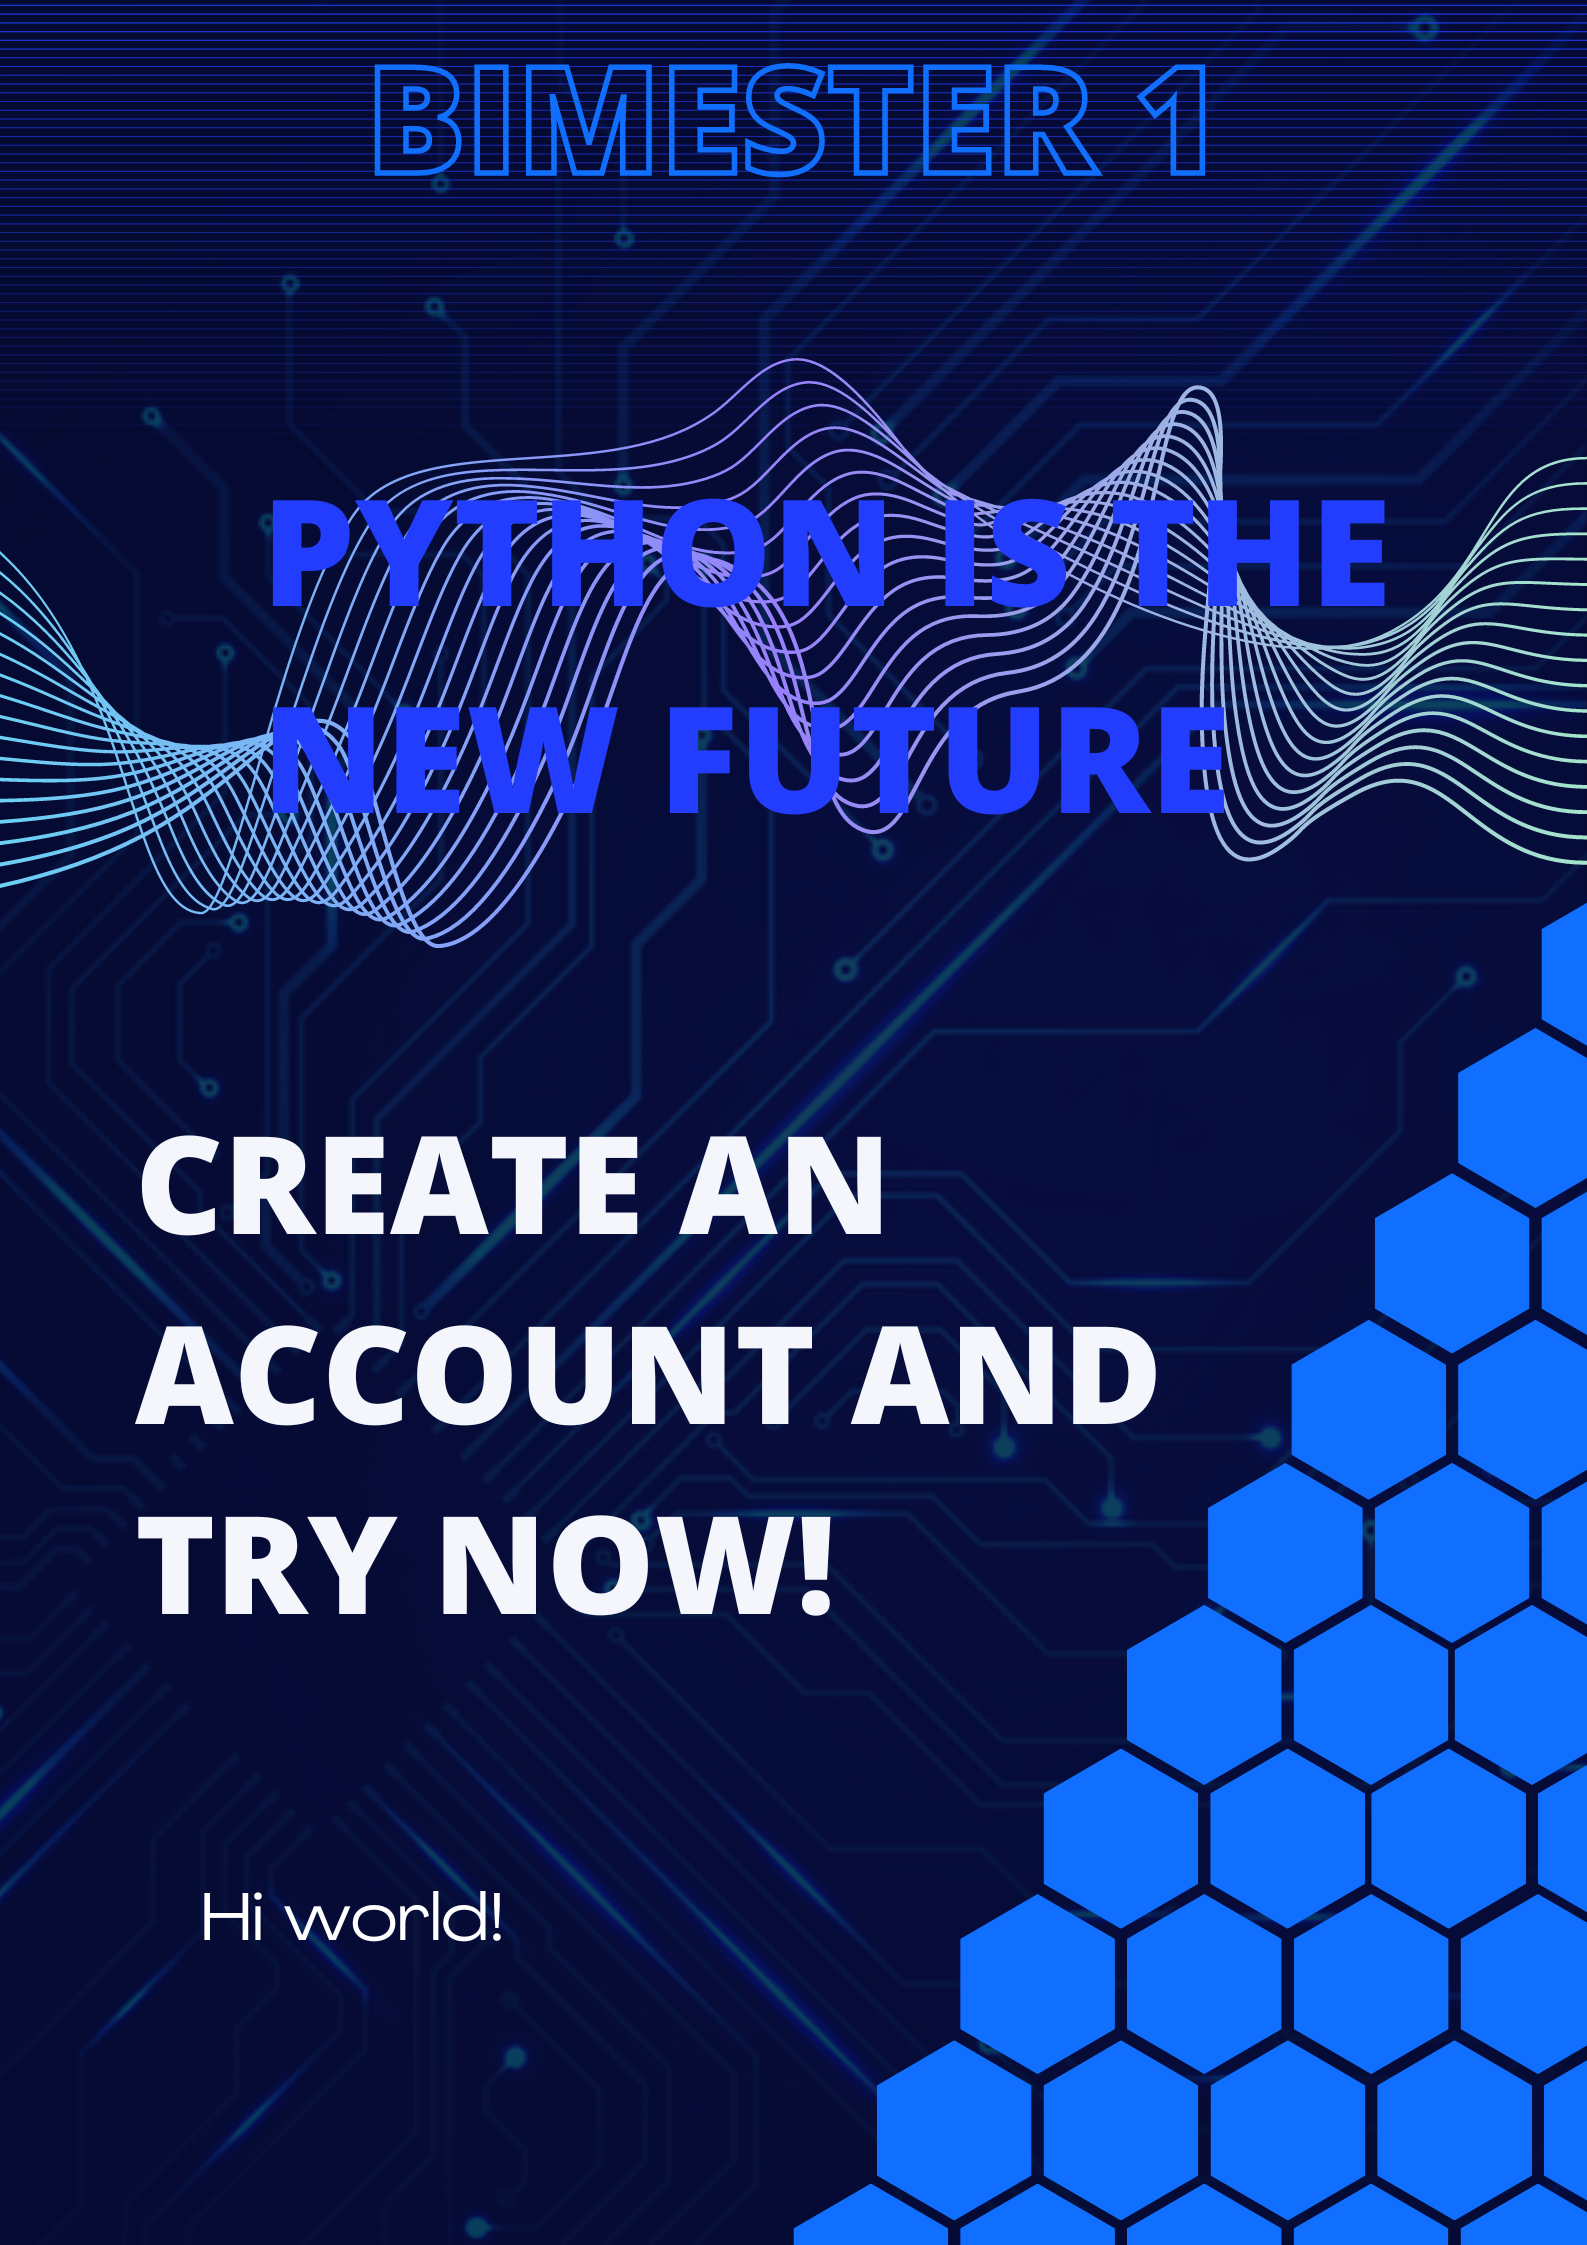 BIMESTER 1
PYTHON IS THE
NEW FUTURE
CREATE AN
ACCOUNT AND
TRY NOW!
Hi world!